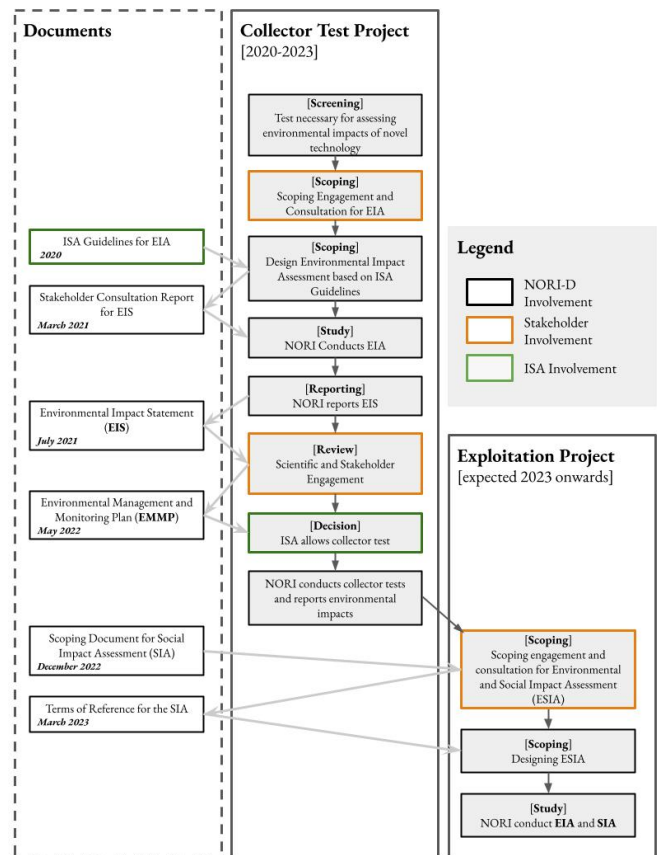 Documents
ISA Guidelines for EIA
2020
Stakeholder Consultation Report
for EIS
March 2021
Environmental Impact Statement
(EIS)
July 2021
Environmental Management and
Monitoring Plan (EMMP)
May 2022
Scoping Document for Social
Impact Assessment (SIA)
December 2022
Terms of Reference for the SIA
March 2023
Collector Test Project
[2020-2023]
[Screening]
Test necessary for assessing
environmental impacts of novel
technology
[Scoping]
Scoping Engagement and
Consultation for EIA
[Scoping]
Design Environmental Impact
Assessment based on ISA
Guidelines
[Study]
NORI Conducts EIA
[Reporting]
NORI reports EIS
[Review]
Scientific and Stakeholder
Engagement
[Decision]
ISA allows collector test
NORI conducts collector tests
and reports environmental
impacts
Legend
NORI-D
Involvement
Stakeholder
Involvement
ISA Involvement
Exploitation Project
[expected 2023 onwards]
[Scoping]
Scoping engagement and
consultation for Environmental
and Social Impact Assessment
(ESIA)
[Scoping]
Designing ESIA
[Study]
NORI conduct EIA and SIA